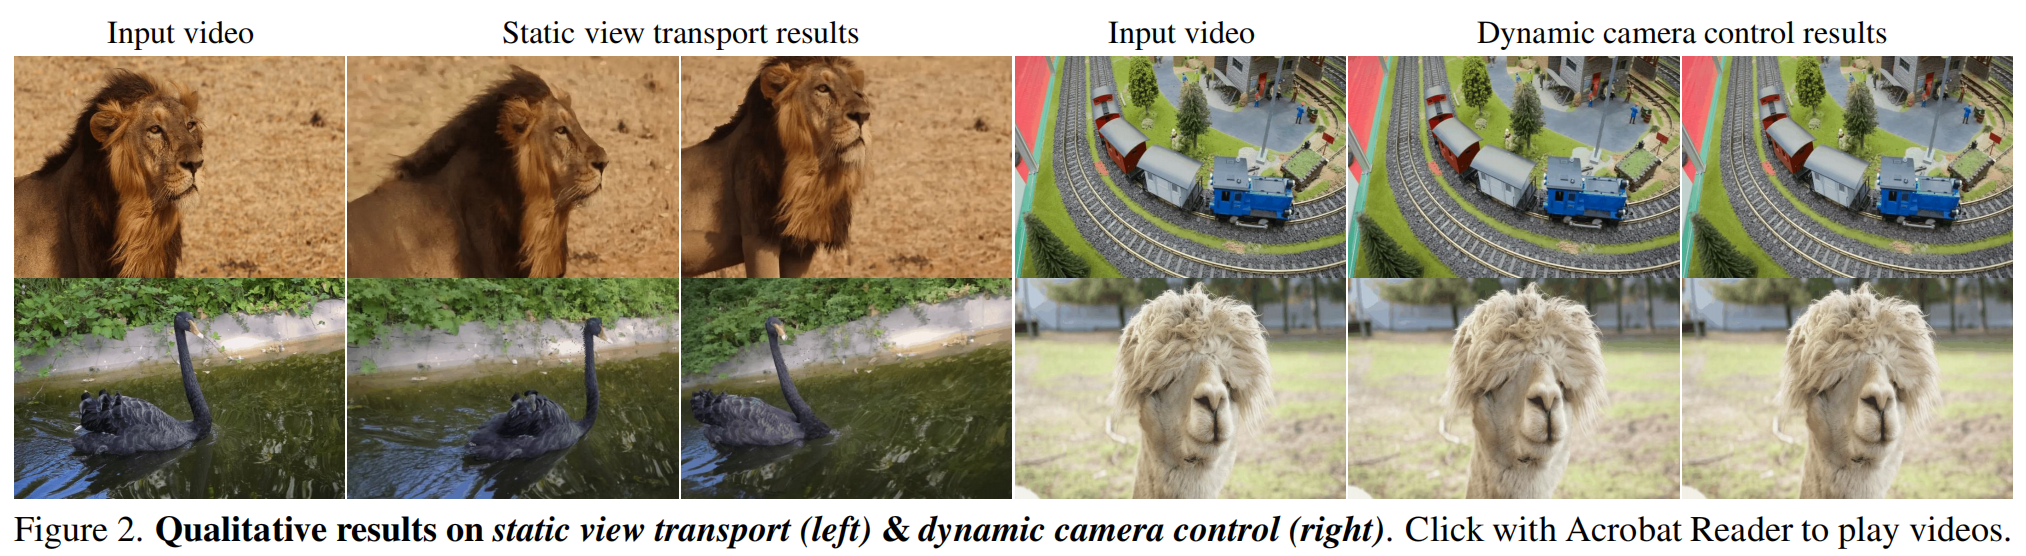 Input video
Static view transport results
Input video
Dynamic camera control results
Figure 2. Qualitative results on static view transport (left) & dynamic camera control (right). Click with Acrobat Reader to play videos.